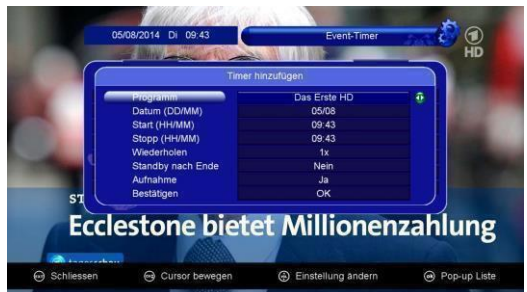 05/08/2014 Di 09:43 Event-Timer
HD
Timer hinzufügen
Programm Das Erste HD
Datum (DD/MM) 05/08
Start (HH/MM) 09:43
Stopp (HH/MM) 09:43
Wiederholen 1x
Standby nach Ende Nein
Aufnahme Ja
Bestätigen OK
ST
Ecclestone bietet Millionenzahlung
tagesschau
Schliessen Cursor bewegen Einstellung ändern Pop-up Liste